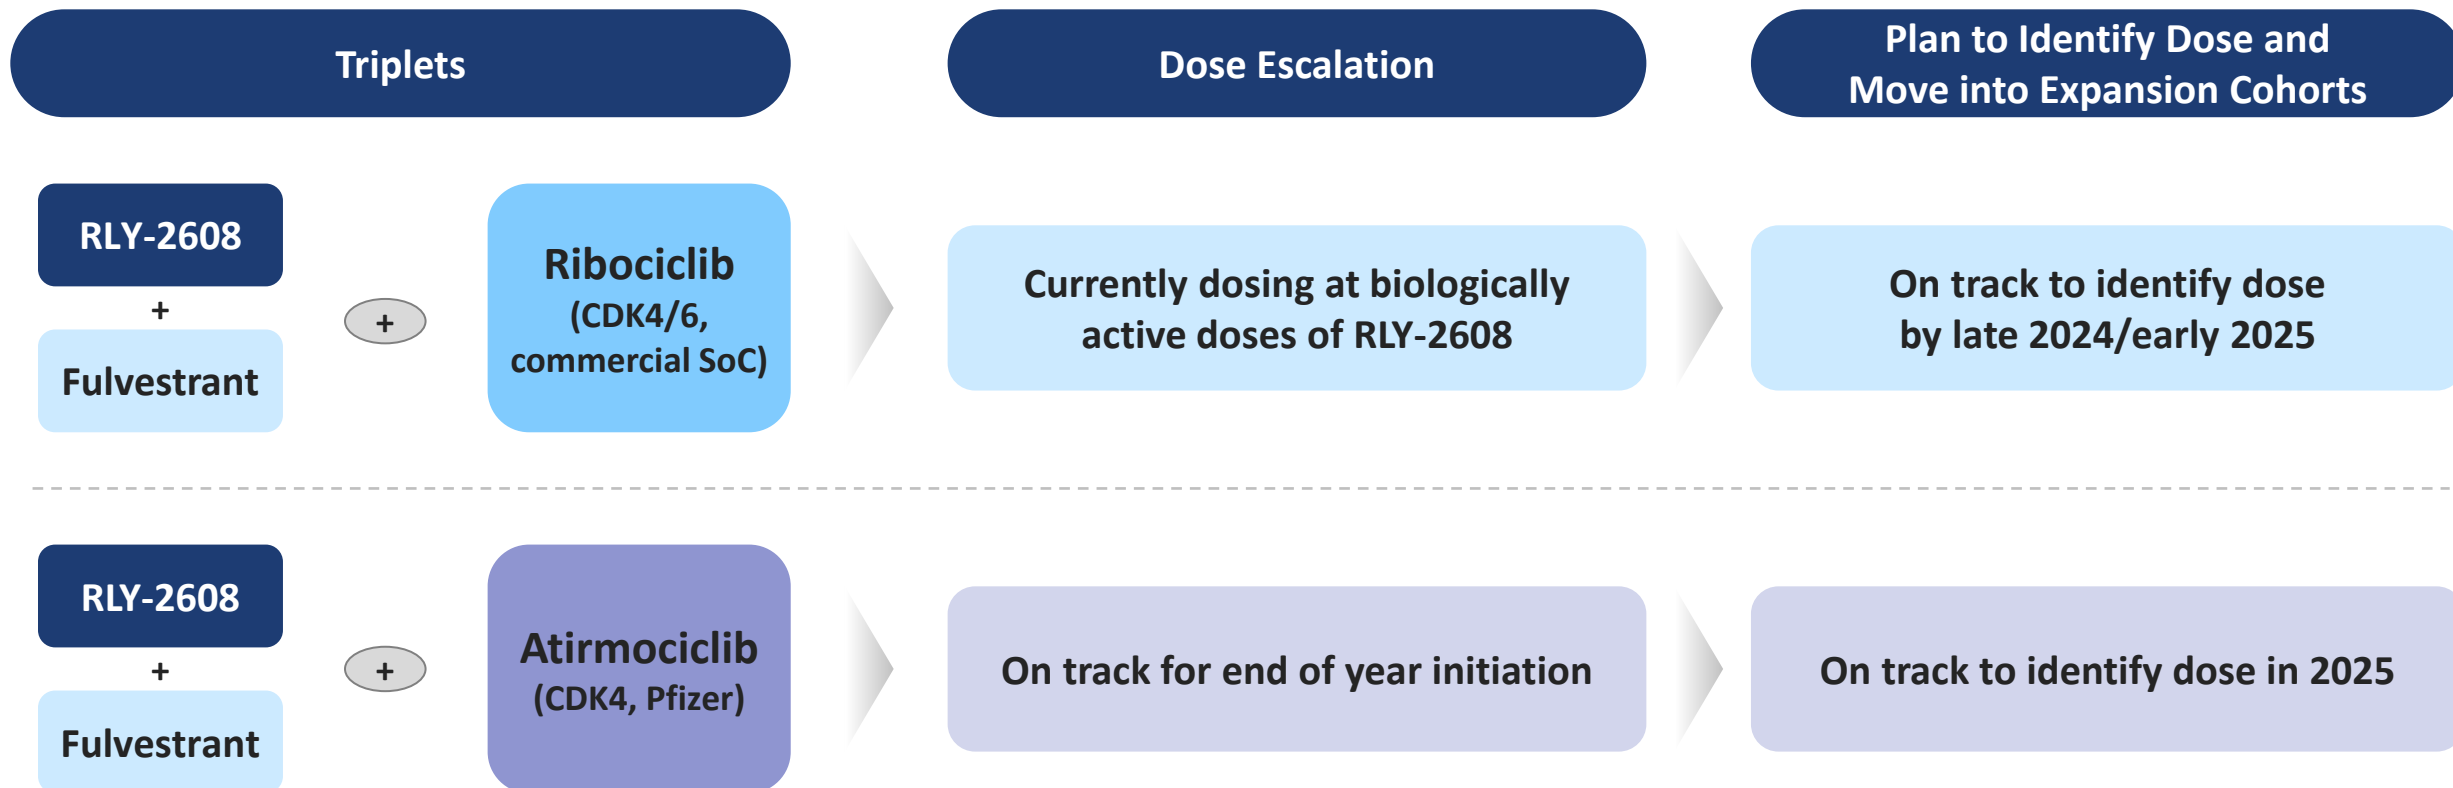 Triplets
Dose Escalation
Plan to Identify Dose and
Move into Expansion Cohorts
RLY-2608
+
Fulvestrant
+
Ribociclib
(CDK4/6,
commercial SoC)
Currently dosing at biologically
active doses of RLY-2608
On track to identify dose
by late 2024/early 2025
RLY-2608
+
Fulvestrant
+
Atirmociclib
(CDK4, Pfizer)
On track for end of year initiation
On track to identify dose in 2025